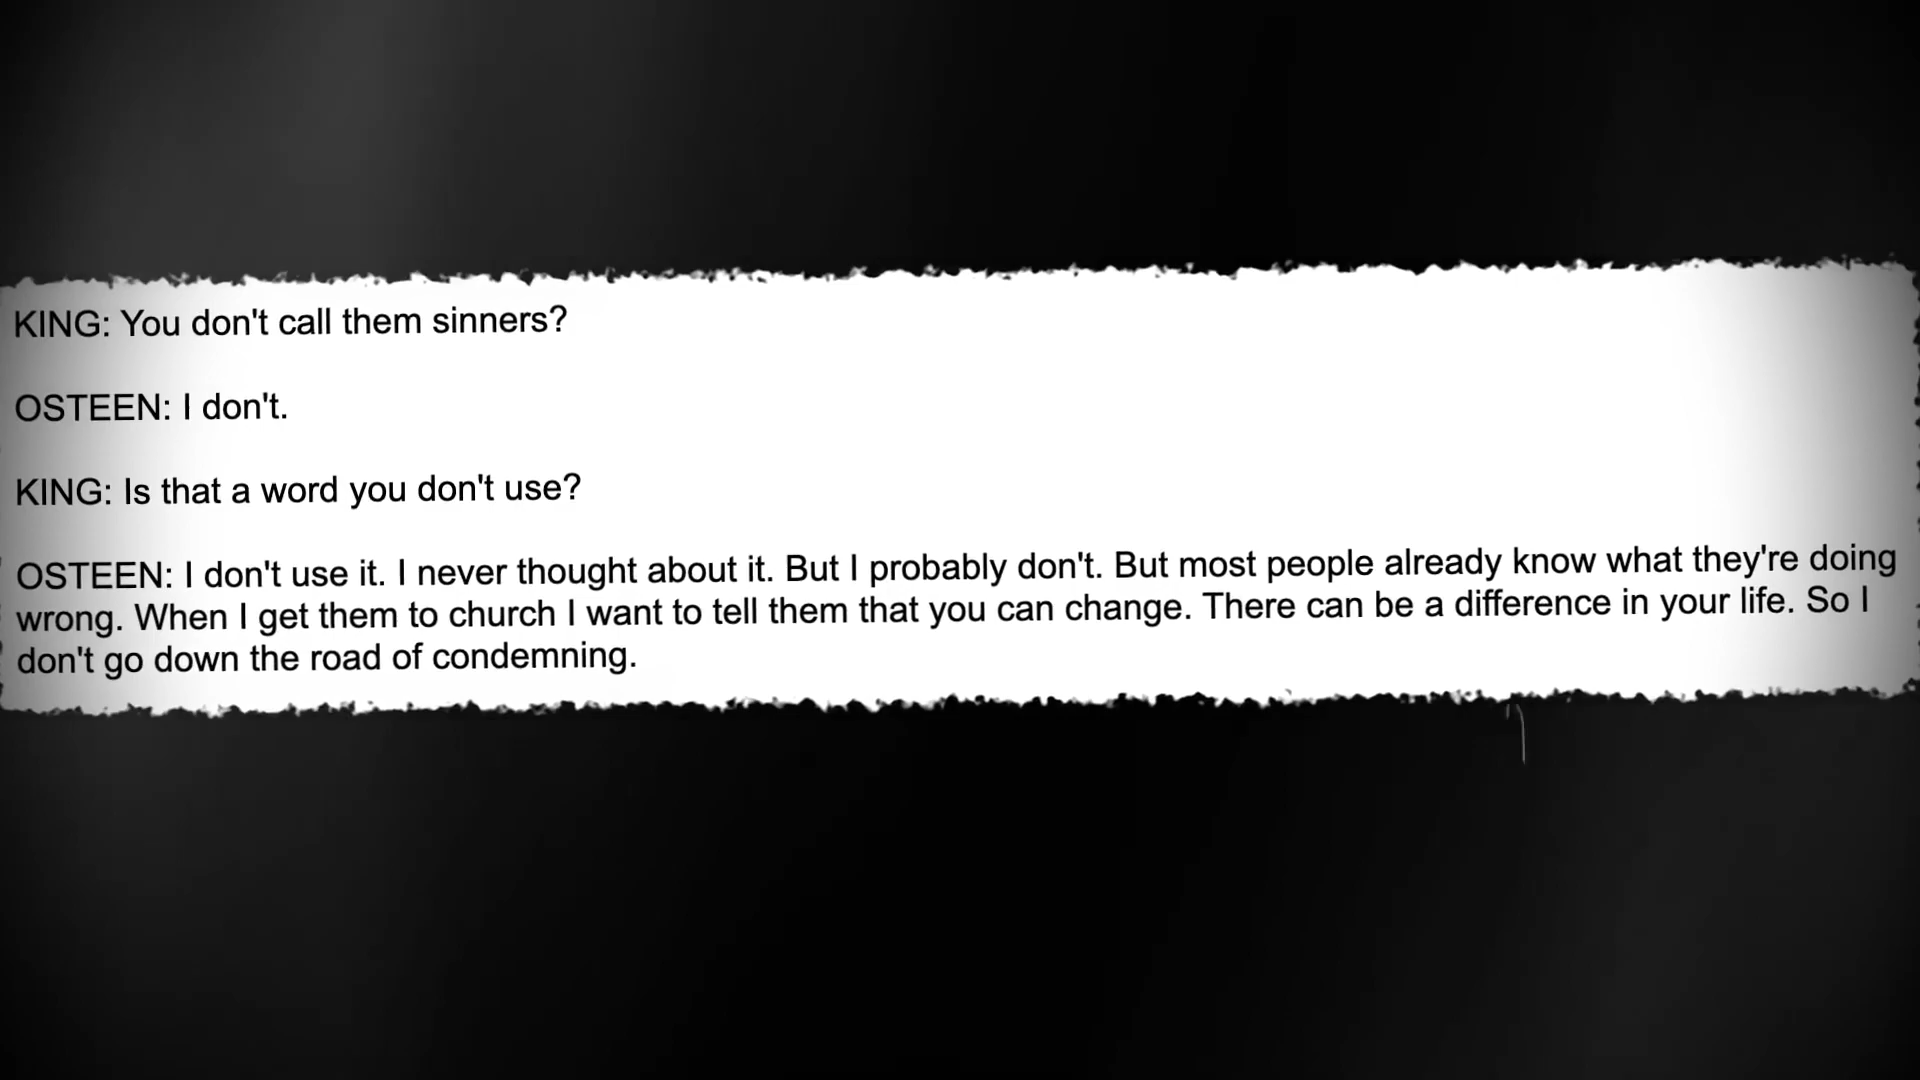 KING: You don't call them sinners?
OSTEEN: I don't.
KING: Is that a word you don't use?
OSTEEN: I don't use it. I never thought about it. But I probably don't. But most people already know what they're doing
wrong. When I get them to church I want to tell them that you can change. There can be a difference in your life. So I
don't go down the road of condemning.